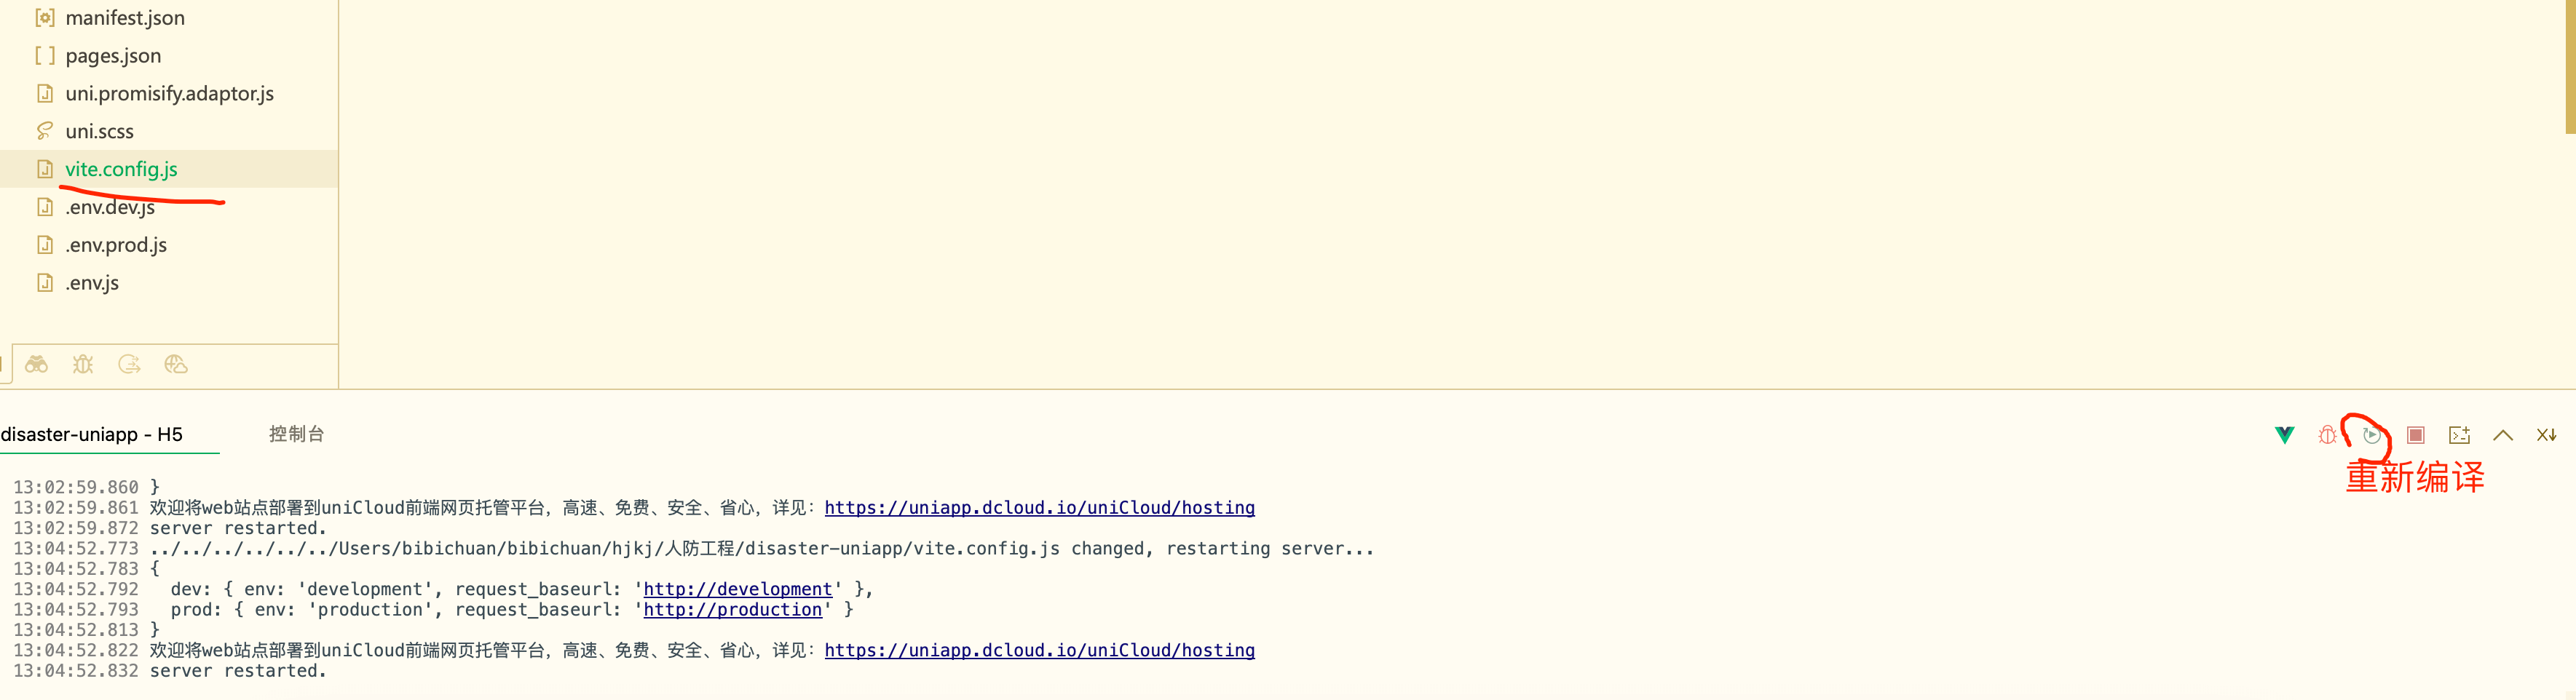 manifest.json
pages.json
uni.promisify.adaptor.js
uni.scss
vite.config.js
.env.dev.js
.env.prod.js
.env.js
disaster-uniapp - H5
控制台
重新编译
13:02:59.860 }
13:02:59.861 欢迎将web站点部署到uniCloud前端网页托管平台，高速、免费、安全、省心，详见：https://uniapp.dcloud.io/uniCloud/hosting
13:02:59.872 server restarted.
13:04:52.773 ../../../../../../Users/bibichuan/bibichuan/hjkj/人防工程/disaster-uniapp/vite.config.js changed, restarting server...
13:04:52.783 {
13:04:52.792   dev: { env: 'development', request_baseurl: 'http://development' },
13:04:52.793   prod: { env: 'production', request_baseurl: 'http://production' }
13:04:52.813 }
13:04:52.822 欢迎将web站点部署到uniCloud前端网页托管平台，高速、免费、安全、省心，详见：https://uniapp.dcloud.io/uniCloud/hosting
13:04:52.832 server restarted.